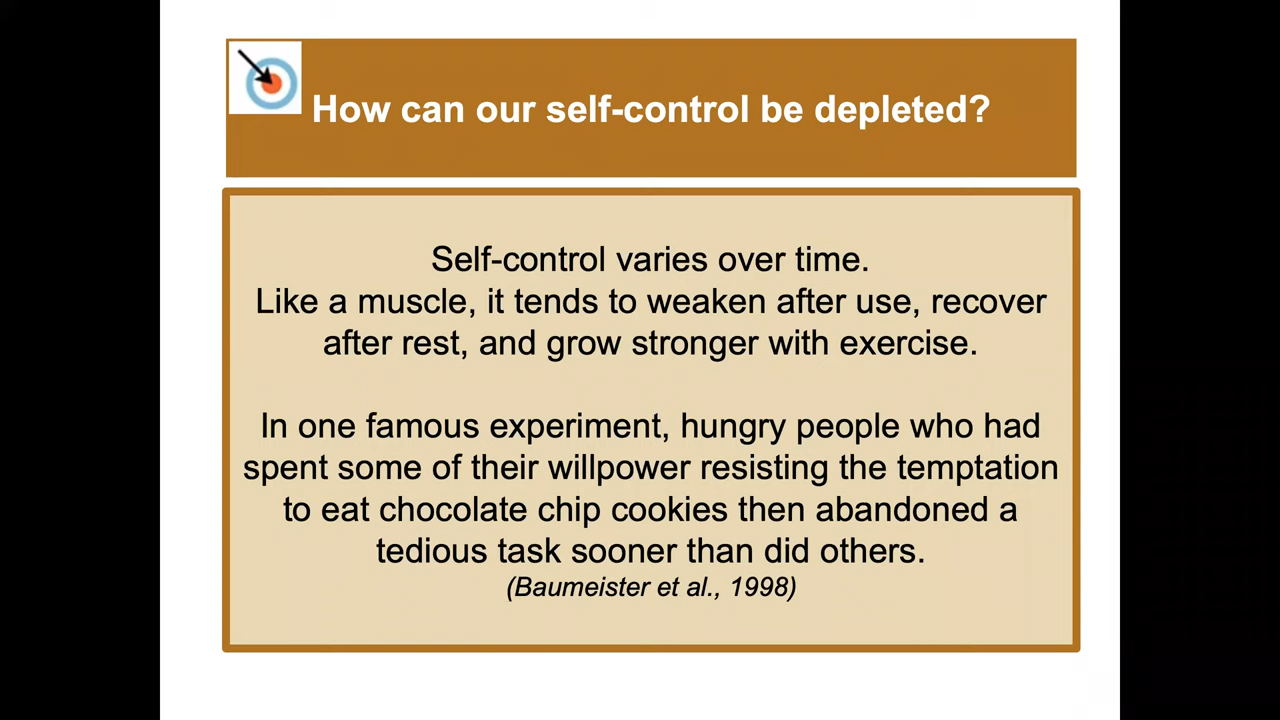 How can our self-control be depleted?
Self-control varies over time.
Like a muscle, it tends to weaken after use, recover
after rest, and grow stronger with exercise.
In one famous experiment, hungry people who had
spent some of their willpower resisting the temptation
to eat chocolate chip cookies then abandoned a
tedious task sooner than did others.
(Baumeister et al., 1998)